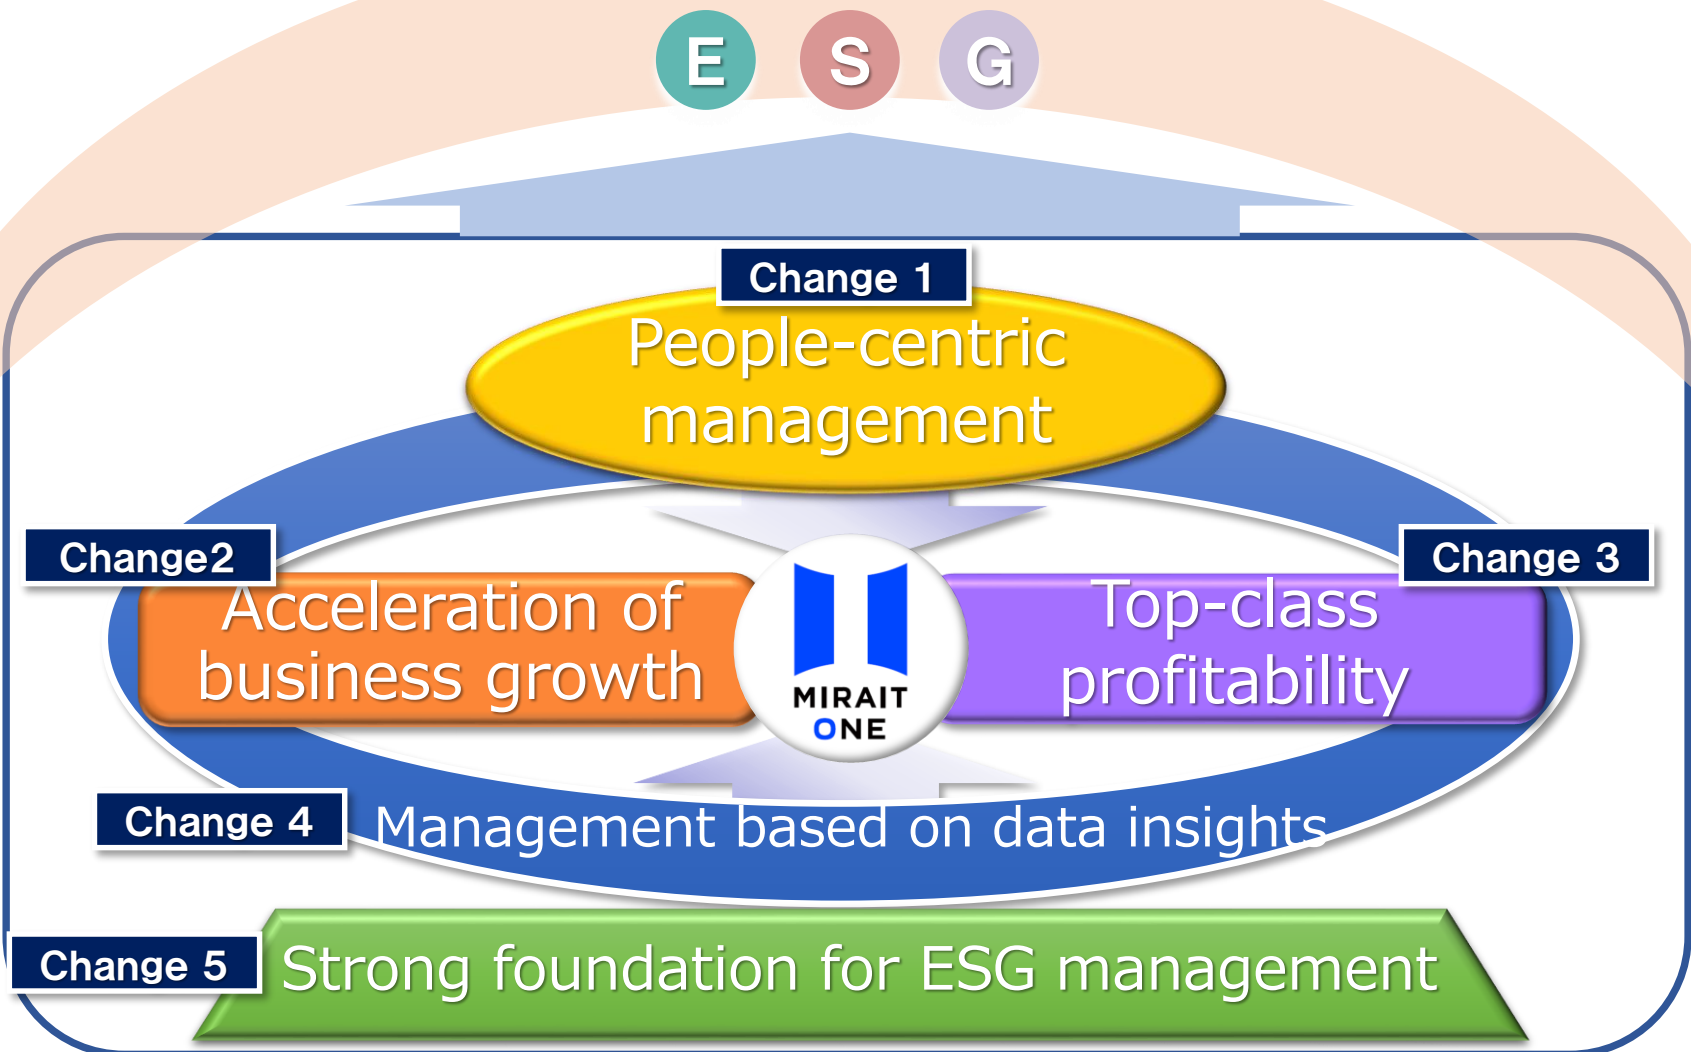 E S G
Change 1
People-centric
management
Change2
Acceleration of
business growth
Change 3
Top-class
profitability
MIRAIT
ONE
Change 4
Management based on data insights
Change 5
Strong foundation for ESG management